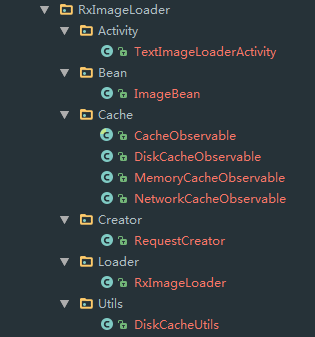 RxImageLoader
Activity
TextImageLoaderActivity
Bean
ImageBean
Cache
CacheObservable
DiskCacheObservable
MemoryCacheObservable
NetworkCacheObservable
Creator
RequestCreator
Loader
RxImageLoader
Utils
DiskCacheUtils